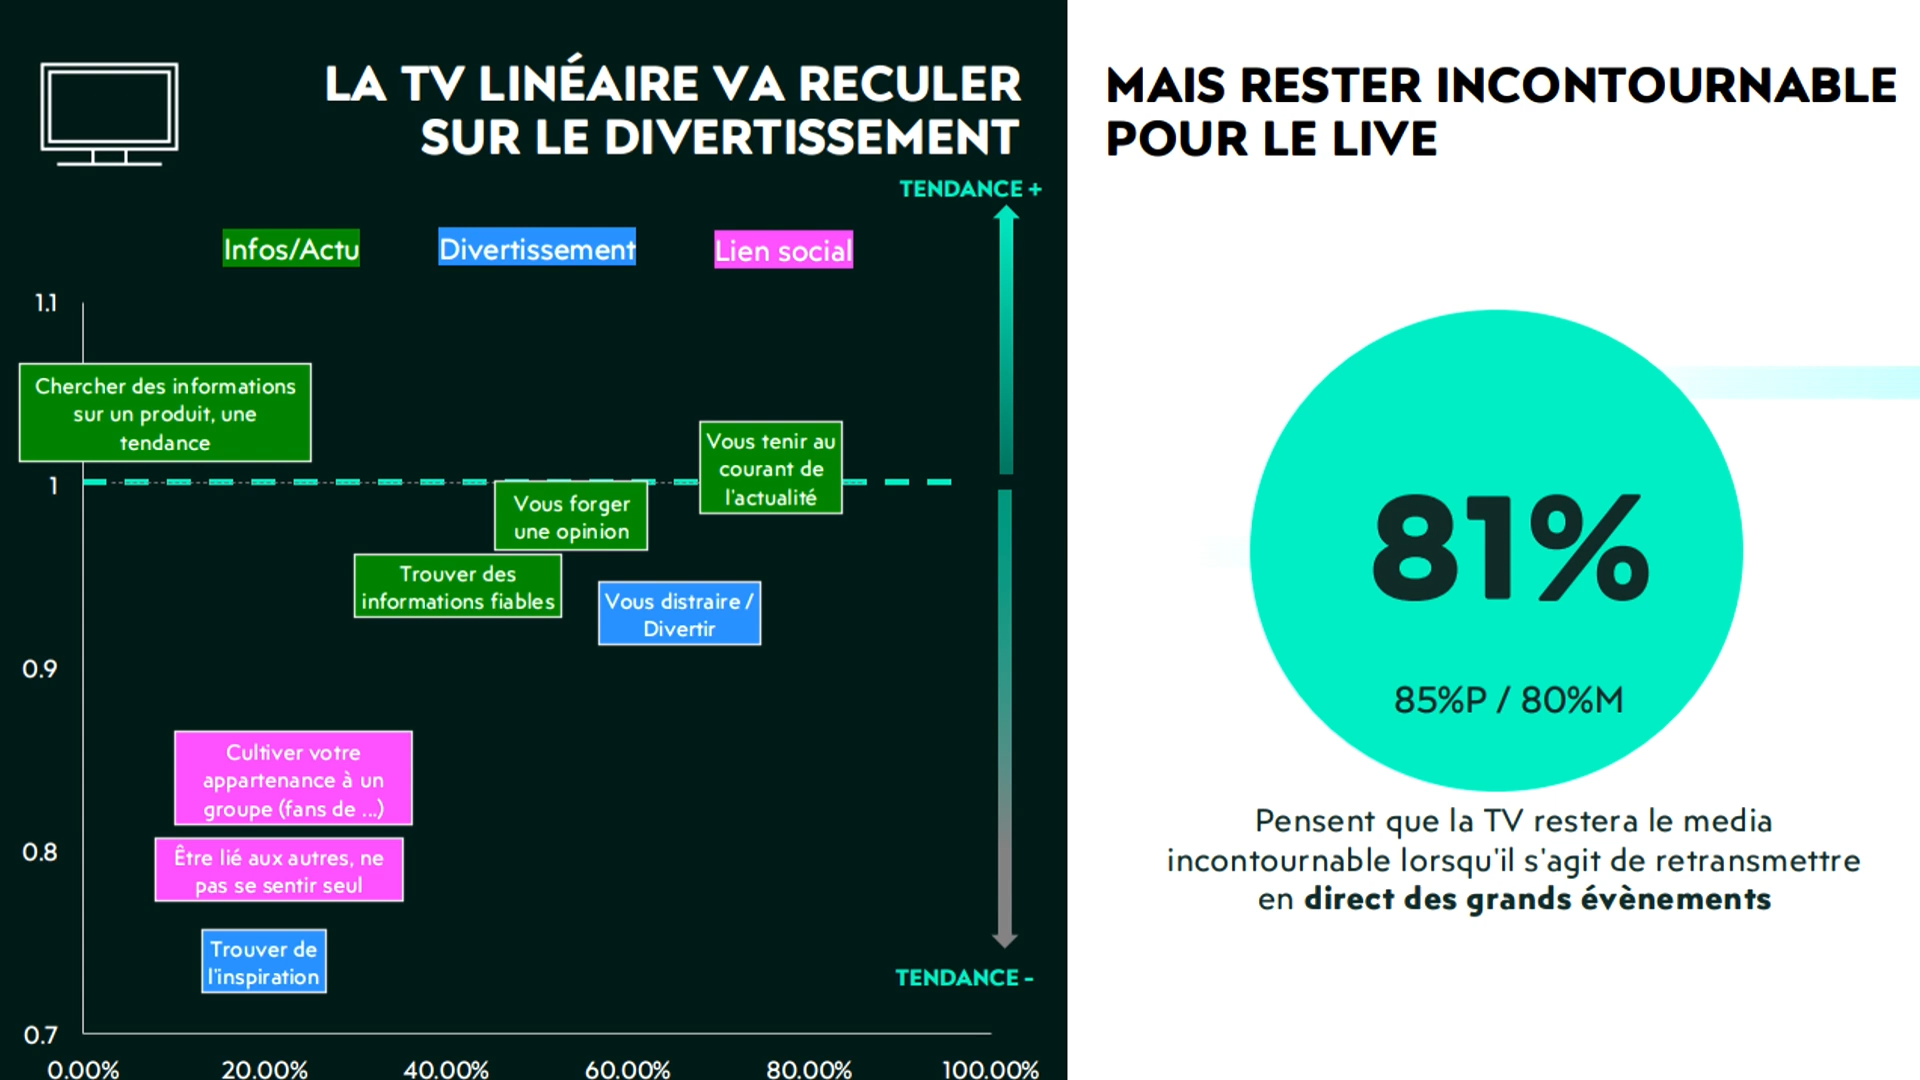 LA TV LINÉAIRE VA RECULER
SUR LE DIVERTISSEMENT
TENDANCE +
Infos/Actu
Divertissement
Lien social
1.1
Chercher des informations
sur un produit, une
tendance
Vous tenir au
courant de
l'actualité
1
Vous forger
une opinion
Trouver des
informations fiables
Vous distraire /
Divertir
0.9
Cultiver votre
appartenance à un
groupe (fans de ...)
0.8
Être lié aux autres, ne
pas se sentir seul
Trouver de
l'inspiration
TENDANCE -
0.7
0.00%
20.00%
40.00%
60.00%
80.00%
100.00%
MAIS RESTER INCONTOURNABLE
POUR LE LIVE
81%
85%P / 80%M
Pensent que la TV restera le media
incontournable lorsqu'il s'agit de retransmettre
en direct des grands évènements